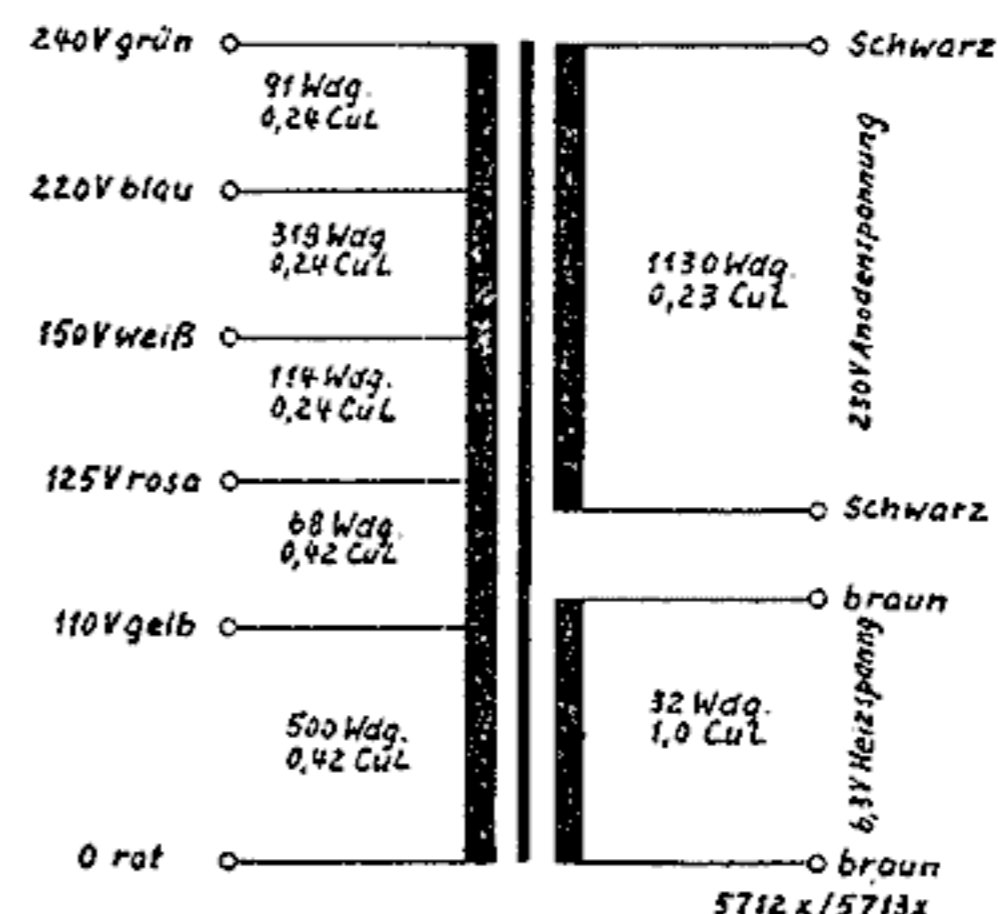 240V grün
91 Wdg.
0,24 CuL
220V blau
319 Wdg
0,24 CuL
150V weiß
114 Wdg.
0,24 CuL
125V rosa
68 Wdg.
0,42 CuL
110V gelb
500 Wdg.
0,42 CuL
0 rot
Schwarz
1130 Wdg.
0,23 CuL
230V Anodenspannung
Schwarz
braun
32 Wdg.
1,0 CuL
6,3V Heizspanng
braun
5712x/5713x